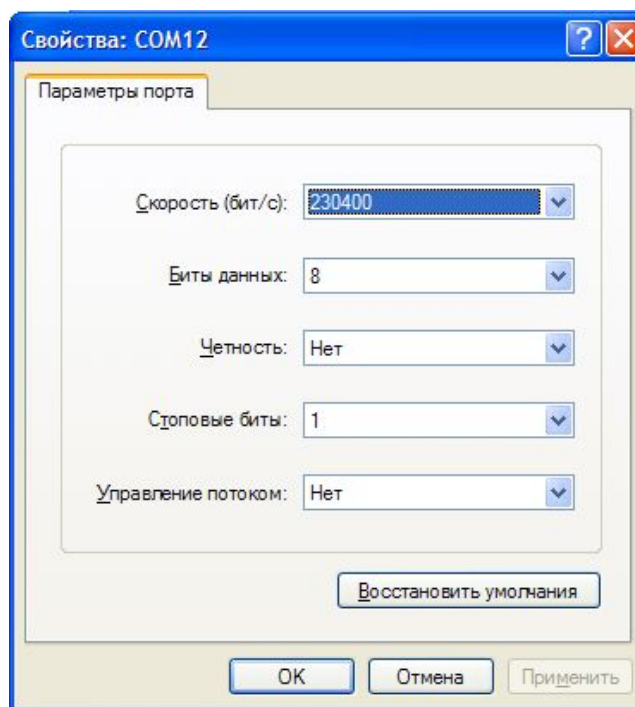 Свойства: COM12
Параметры порта
Скорость (бит/с): 230400
Биты данных: 8
Четность: Нет
Стоповые биты: 1
Управление потоком: Нет
Восстановить умолчания
OK Отмена Применить